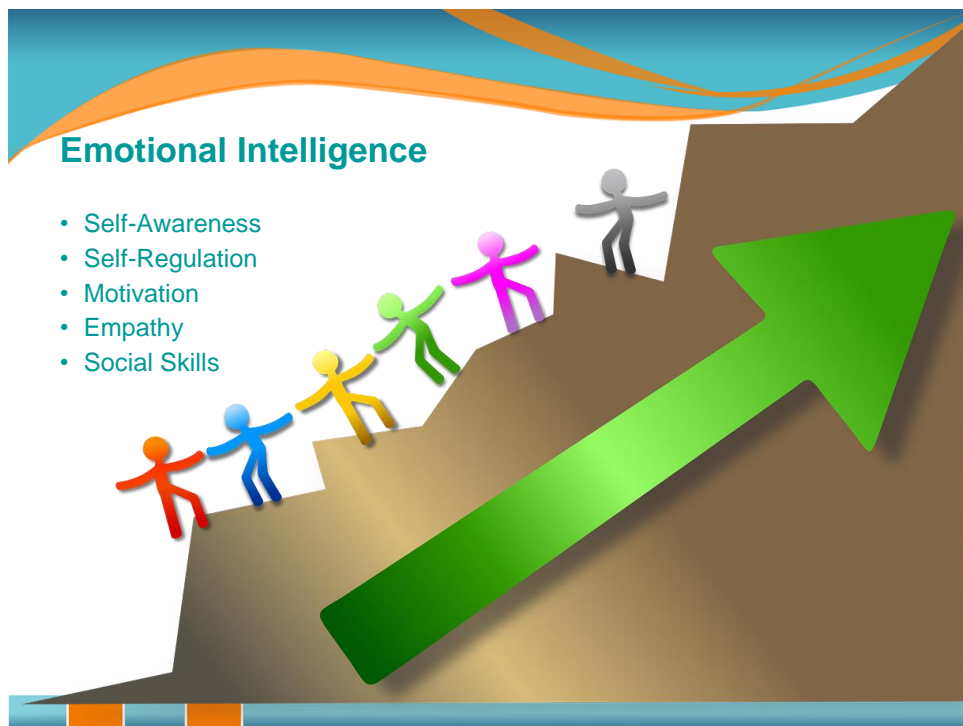 Emotional Intelligence
• Self-Awareness
• Self-Regulation
• Motivation
• Empathy
• Social Skills